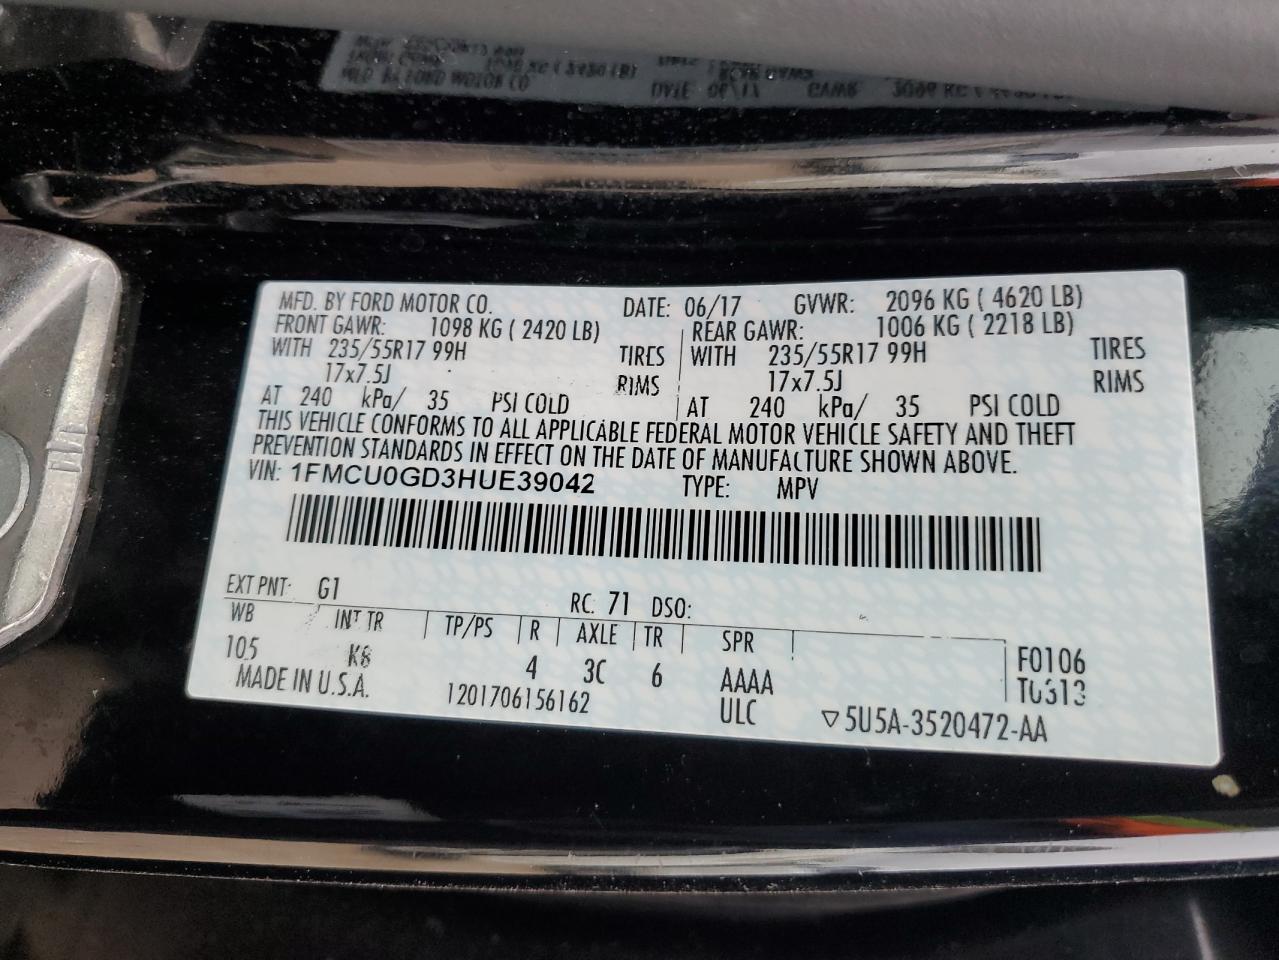 MFD. BY FORD MOTOR CO. DATE: 06/17 GVWR: 2096 KG ( 4620 LB)
FRONT GAWR: 1098 KG ( 2420 LB) REAR GAWR: 1006 KG ( 2218 LB)
WITH 235/55R17 99H TIRES WITH 235/55R17 99H TIRES
17x7.5J RIMS 17x7.5J RIMS
AT 240 kPa/ 35 PSI COLD AT 240 kPa/ 35 PSI COLD
THIS VEHICLE CONFORMS TO ALL APPLICABLE FEDERAL MOTOR VEHICLE SAFETY AND THEFT
PREVENTION STANDARDS IN EFFECT ON THE DATE OF MANUFACTURE SHOWN ABOVE.
VIN: 1FMCU0GD3HUE39042 TYPE: MPV
EXT PNT: G1 RC: 71 DSO:
WB INT TR TP/PS R AXLE TR SPR
105 K8 4 3C 6 AAAA F0106
T0313
MADE IN U.S.A. 1201706156162 ULC ▽5U5A-3520472-AA